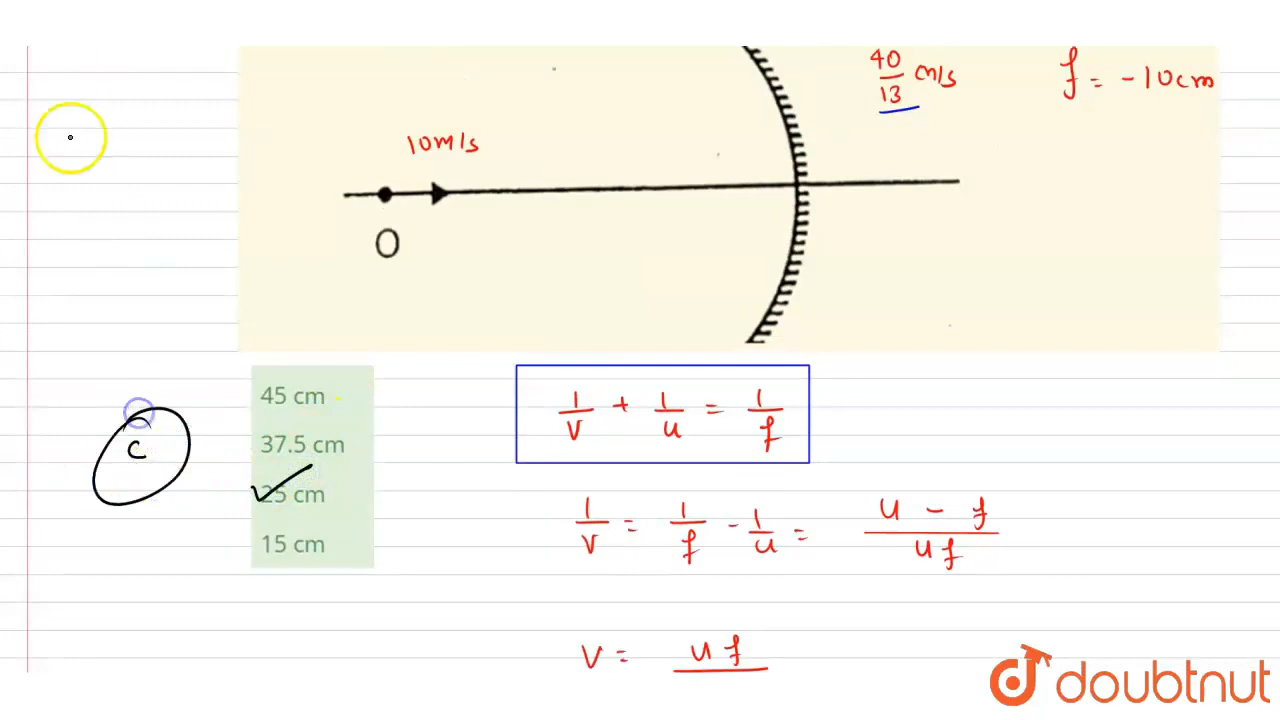 40/13 m/s
f = -10cm
10m/s
O
45 cm
37.5 cm
25 cm
15 cm
C
1/v + 1/u = 1/f
1/v = 1/f - 1/u = u - f / uf
v = uf
doubtnut